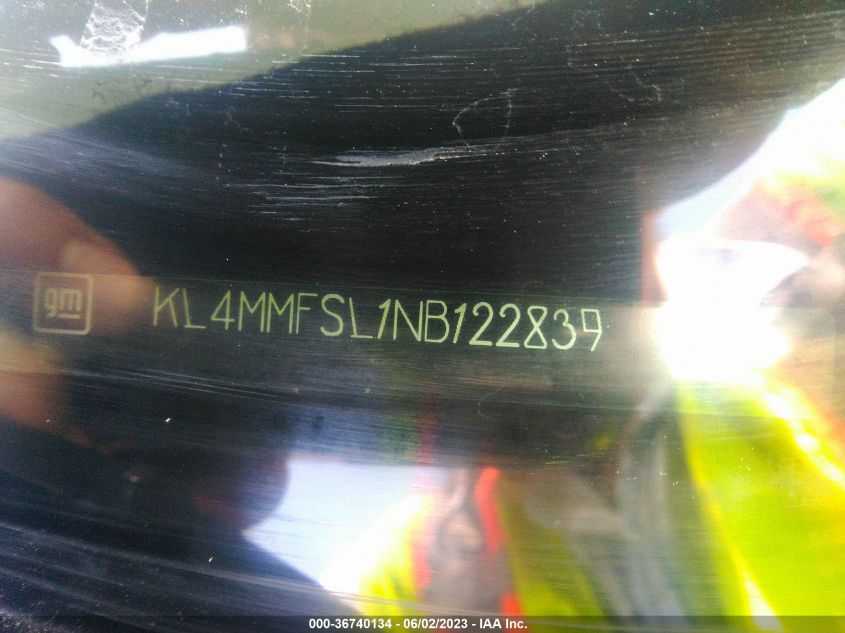 gm KL4MMFSL1NB122839
000-36740134 - 06/02/2023 - IAA Inc.